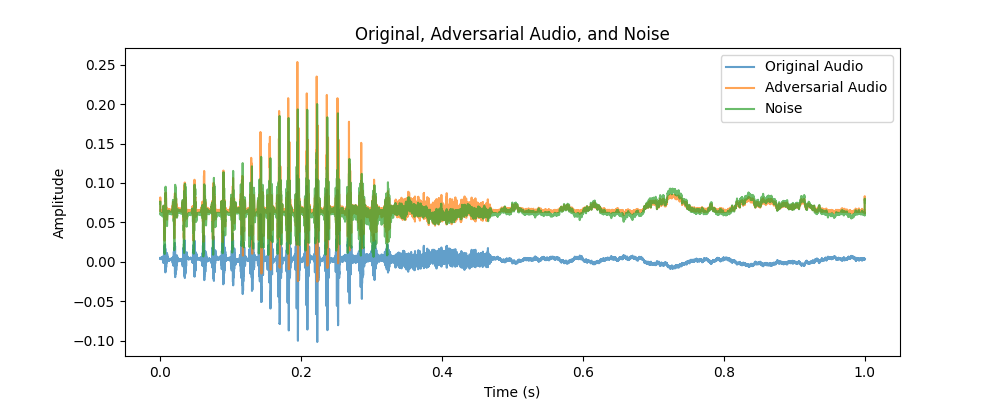 Original, Adversarial Audio, and Noise
Original Audio
Adversarial Audio
Noise
Amplitude
0.25
0.20
0.15
0.10
0.05
0.00
−0.05
−0.10
0.0 0.2 0.4 0.6 0.8 1.0
Time (s)